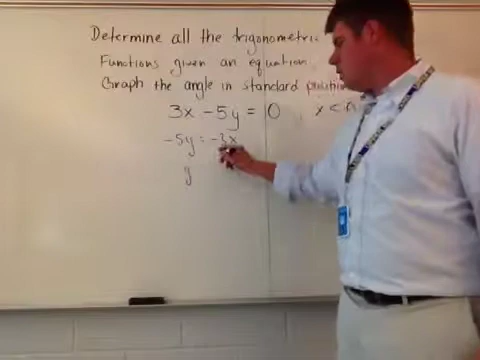 Determine all the trigonometric
Functions given an equation.
Graph the angle in standard position
3x - 5y = 0, x <
-5y = -3x
y